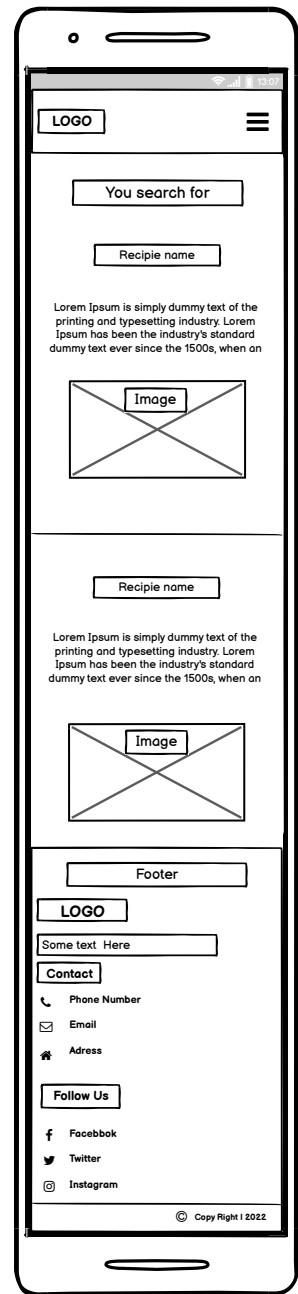 13:07
LOGO
You search for
Recipie name
Lorem Ipsum is simply dummy text of the
printing and typesetting industry. Lorem
Ipsum has been the industry's standard
dummy text ever since the 1500s, when an
Image
Recipie name
Lorem Ipsum is simply dummy text of the
printing and typesetting industry. Lorem
Ipsum has been the industry's standard
dummy text ever since the 1500s, when an
Image
Footer
LOGO
Some text Here
Contact
Phone Number
Email
Adress
Follow Us
Facebbok
Twitter
Instagram
© Copy Right | 2022